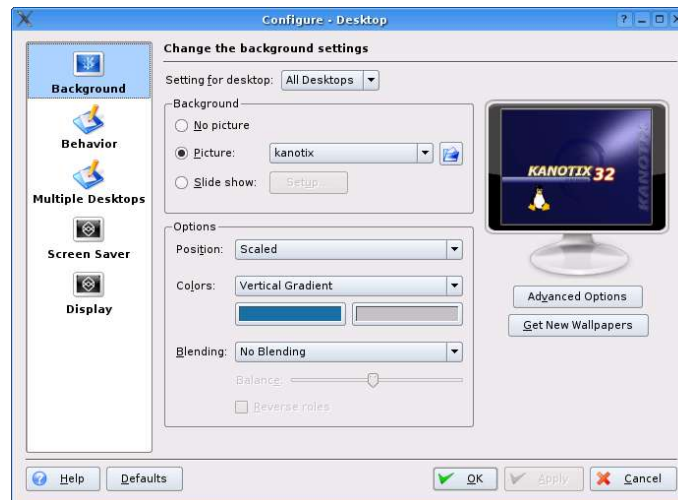 Configure - Desktop
Background
Behavior
Multiple Desktops
Screen Saver
Display
Change the background settings
Setting for desktop: All Desktops
Background
No picture
Picture: kanotix
Slide show: Setup...
Options
Position: Scaled
Colors: Vertical Gradient
Blending: No Blending
Balance:
Reverse roles
KANOTIX 32
KANOTIX
Advanced Options
Get New Wallpapers
Help Defaults OK Apply Cancel